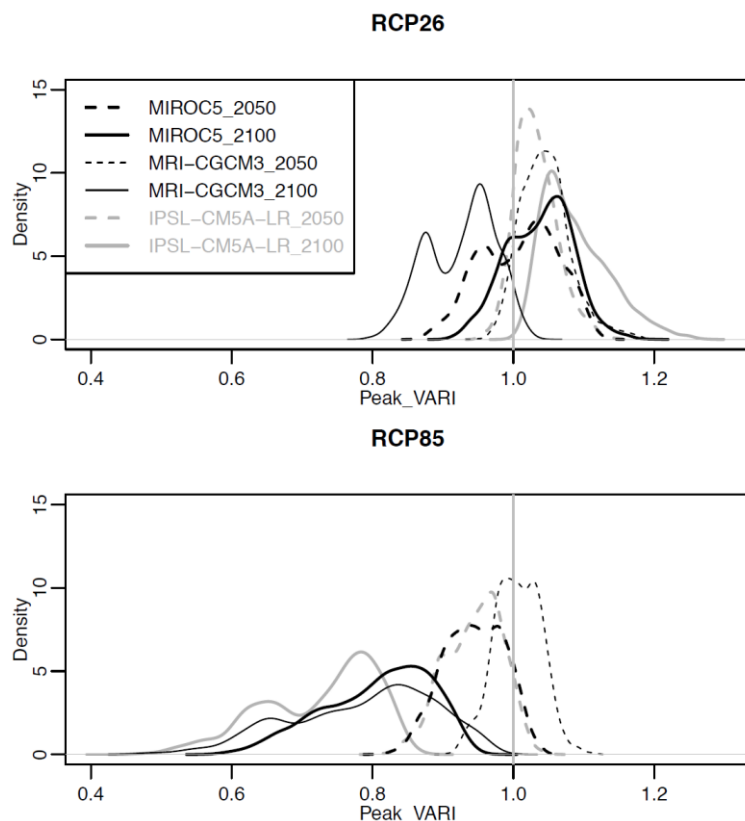 RCP26
15
10
5
0
Density
MIROC5_2050
MIROC5_2100
MRI-CGCM3_2050
MRI-CGCM3_2100
IPSL-CM5A-LR_2050
IPSL-CM5A-LR_2100
0.4 0.6 0.8 1.0 1.2
Peak_VARI
RCP85
15
10
5
0
Density
0.4 0.6 0.8 1.0 1.2
Peak_VARI